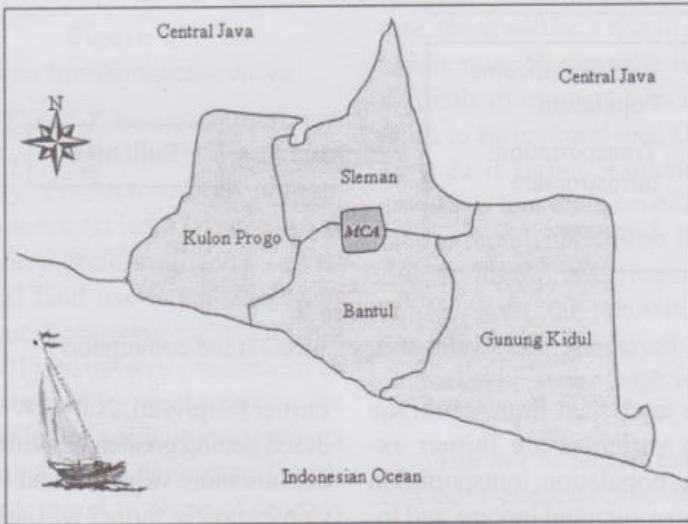 Central Java
Central Java
N
Sleman
Kulon Progo
MCA
Bantul
Gunung Kidul
Indonesian Ocean